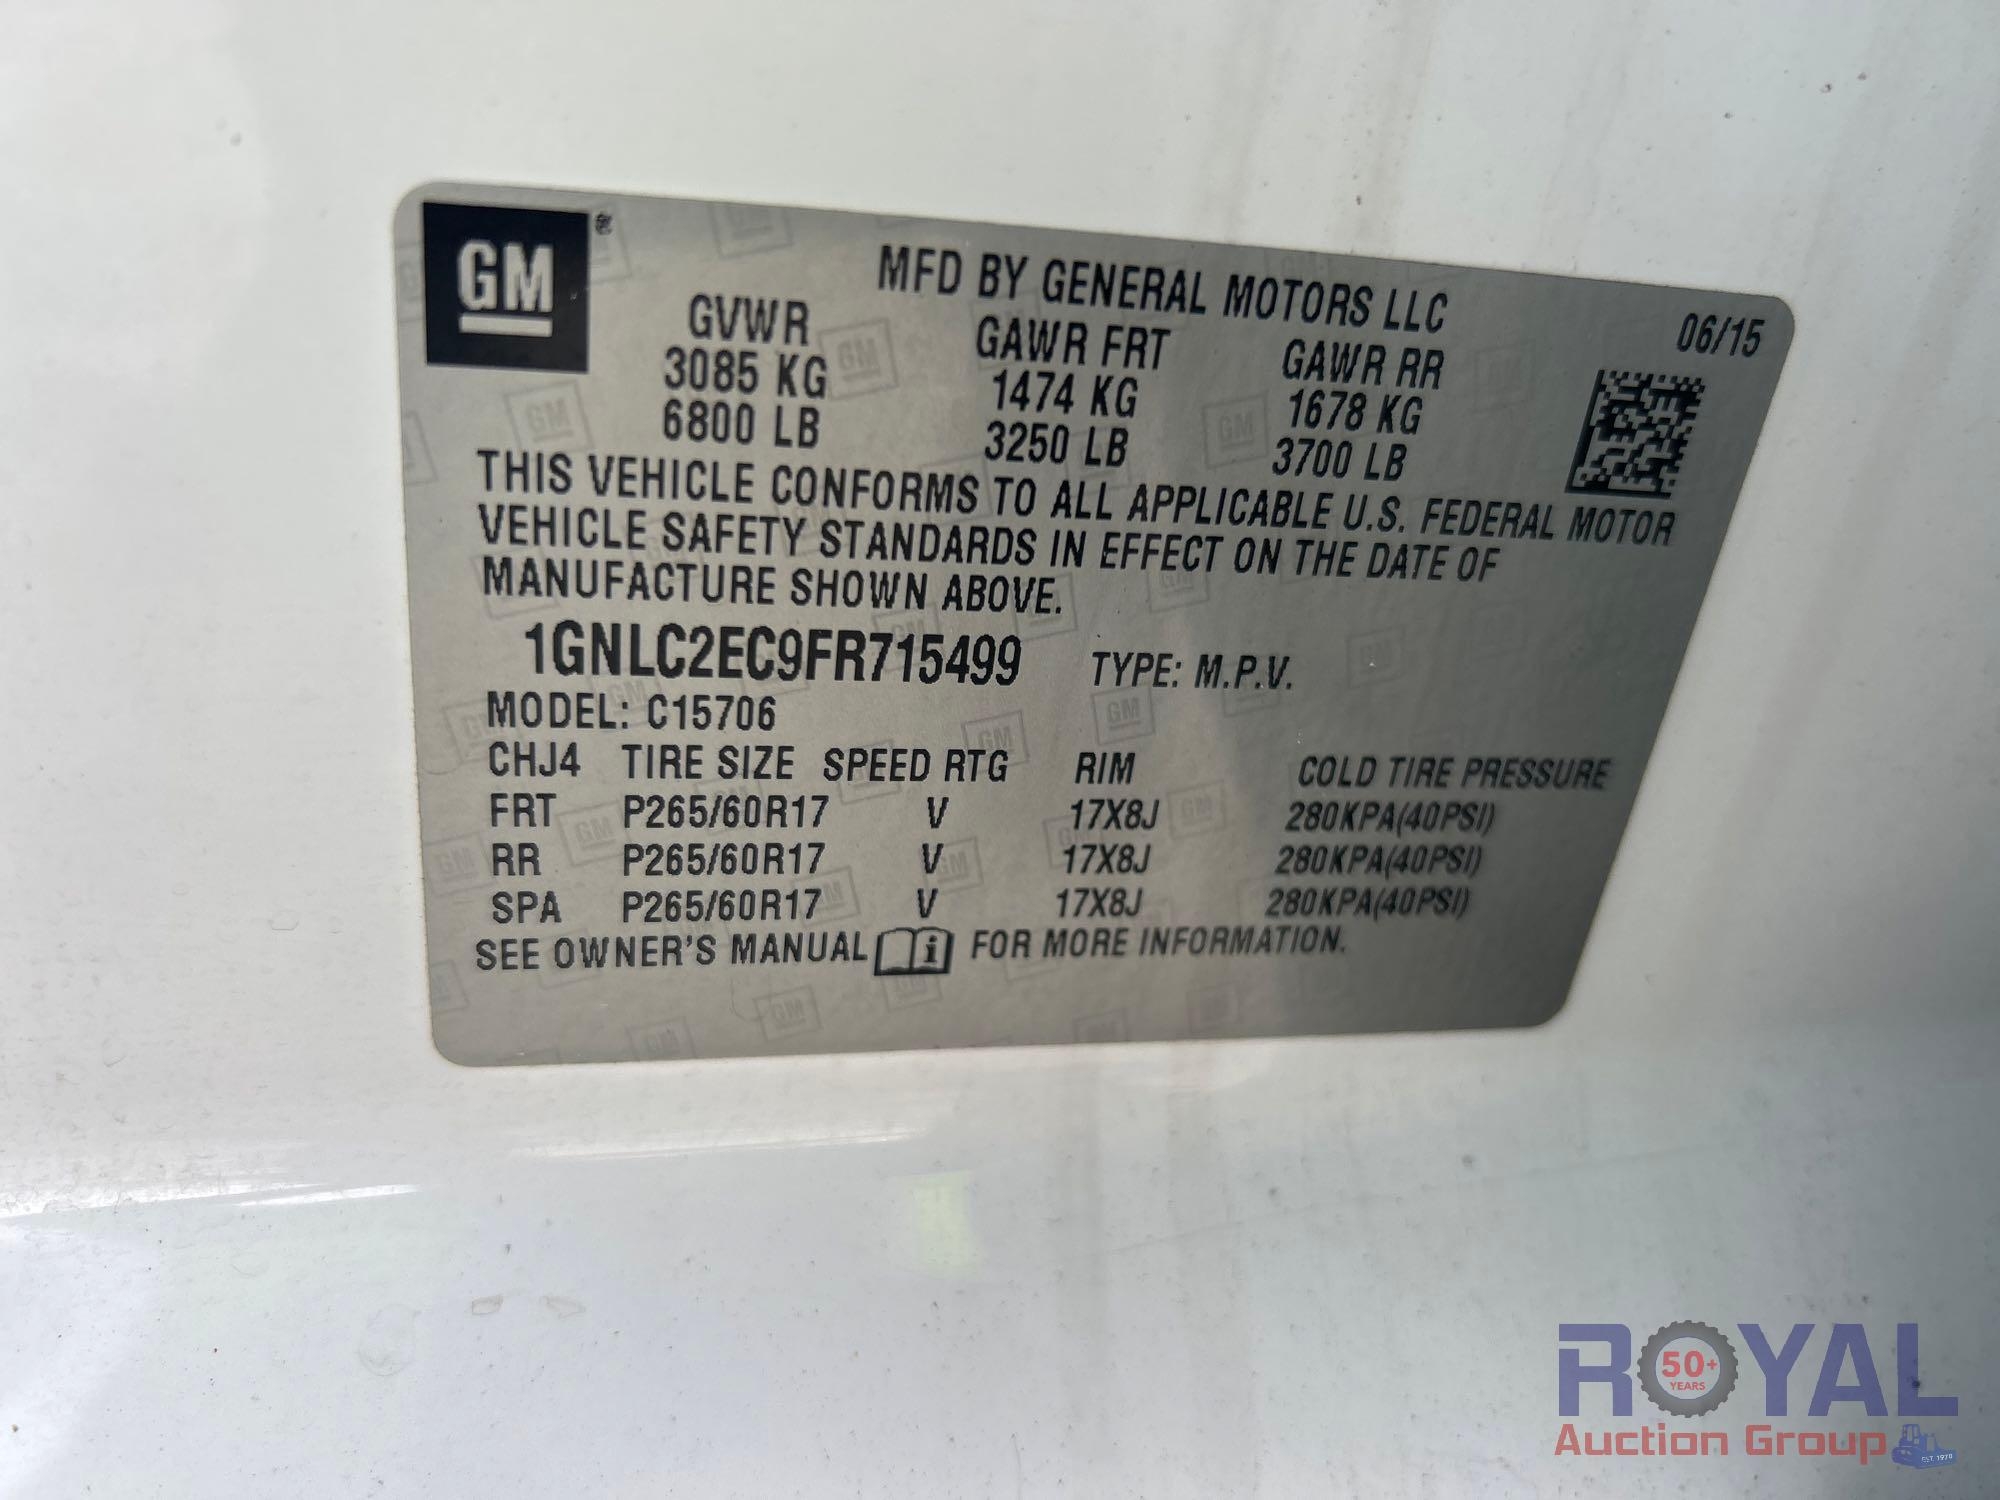 GM
MFD BY GENERAL MOTORS LLC
06/15
GVWR GAWR FRT GAWR RR
3085 KG 1474 KG 1678 KG
6800 LB 3250 LB 3700 LB
THIS VEHICLE CONFORMS TO ALL APPLICABLE U.S. FEDERAL MOTOR
VEHICLE SAFETY STANDARDS IN EFFECT ON THE DATE OF
MANUFACTURE SHOWN ABOVE.
1GNLC2EC9FR715499 TYPE: M.P.V.
MODEL: C15706
CHJ4 TIRE SIZE SPEED RTG RIM COLD TIRE PRESSURE
FRT P265/60R17 V 17X8J 280KPA(40PSI)
RR P265/60R17 V 17X8J 280KPA(40PSI)
SPA P265/60R17 V 17X8J 280KPA(40PSI)
SEE OWNER'S MANUAL i FOR MORE INFORMATION.
ROYAL
50+
YEARS
Auction Group
EST. 1970